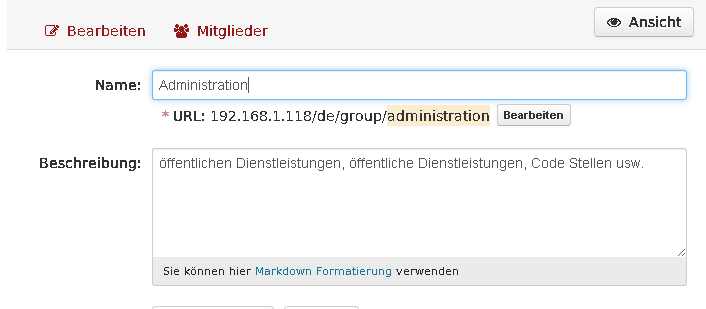 Bearbeiten Mitglieder Ansicht
Name: Administration
* URL: 192.168.1.118/de/group/administration Bearbeiten
Beschreibung: öffentlichen Dienstleistungen, öffentliche Dienstleistungen, Code Stellen usw.
Sie können hier Markdown Formatierung verwenden